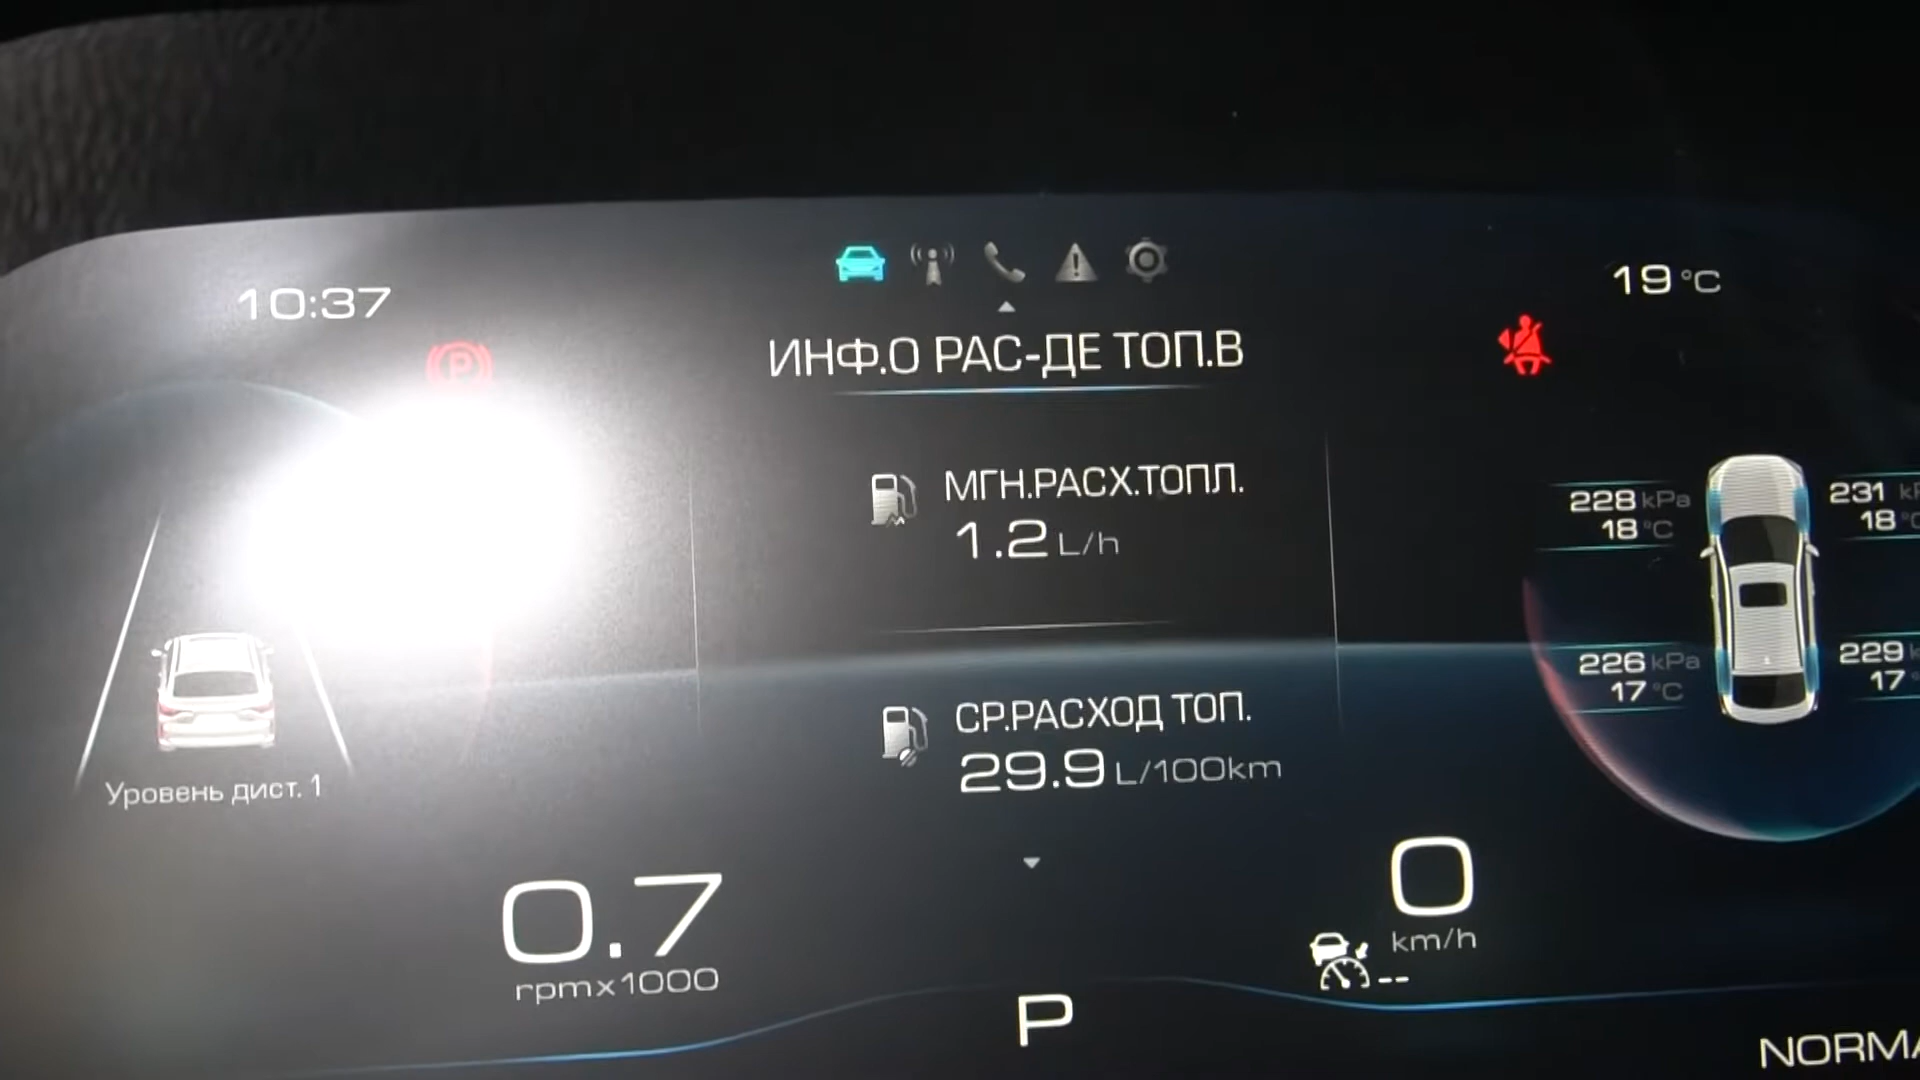 10:37
19 °C
ИНФ.О РАС-ДЕ ТОП.В
МГН.РАСХ.ТОПЛ.
1.2 L/h
228 kPa
18 °C
231
18
226 kPa
17 °C
229
17
СР.РАСХОД ТОП.
29.9 L/100km
Уровень дист. 1
0.7
rpmx1000
0
km/h
--
P